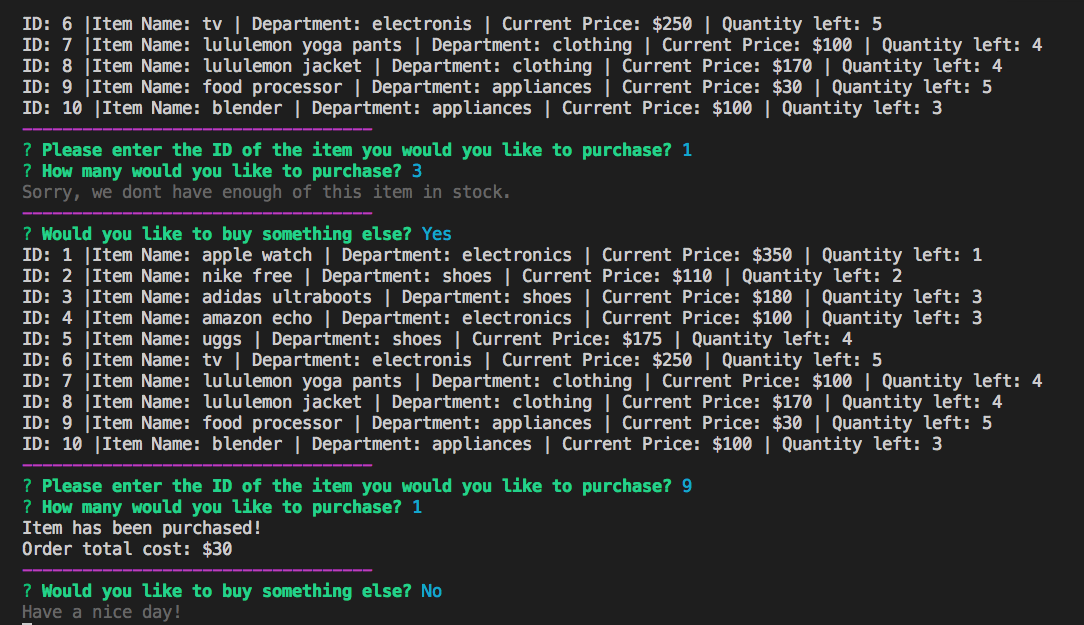 ID: 6 |Item Name: tv | Department: electronis | Current Price: $250 | Quantity left: 5
ID: 7 |Item Name: lululemon yoga pants | Department: clothing | Current Price: $100 | Quantity left: 4
ID: 8 |Item Name: lululemon jacket | Department: clothing | Current Price: $170 | Quantity left: 4
ID: 9 |Item Name: food processor | Department: appliances | Current Price: $30 | Quantity left: 5
ID: 10 |Item Name: blender | Department: appliances | Current Price: $100 | Quantity left: 3
-----------------------------------
? Please enter the ID of the item you would you like to purchase? 1
? How many would you like to purchase? 3
Sorry, we dont have enough of this item in stock.
-----------------------------------
? Would you like to buy something else? Yes
ID: 1 |Item Name: apple watch | Department: electronics | Current Price: $350 | Quantity left: 1
ID: 2 |Item Name: nike free | Department: shoes | Current Price: $110 | Quantity left: 2
ID: 3 |Item Name: adidas ultraboots | Department: shoes | Current Price: $180 | Quantity left: 3
ID: 4 |Item Name: amazon echo | Department: electronics | Current Price: $100 | Quantity left: 3
ID: 5 |Item Name: uggs | Department: shoes | Current Price: $175 | Quantity left: 4
ID: 6 |Item Name: tv | Department: electronis | Current Price: $250 | Quantity left: 5
ID: 7 |Item Name: lululemon yoga pants | Department: clothing | Current Price: $100 | Quantity left: 4
ID: 8 |Item Name: lululemon jacket | Department: clothing | Current Price: $170 | Quantity left: 4
ID: 9 |Item Name: food processor | Department: appliances | Current Price: $30 | Quantity left: 5
ID: 10 |Item Name: blender | Department: appliances | Current Price: $100 | Quantity left: 3
-----------------------------------
? Please enter the ID of the item you would you like to purchase? 9
? How many would you like to purchase? 1
Item has been purchased!
Order total cost: $30
-----------------------------------
? Would you like to buy something else? No
Have a nice day!